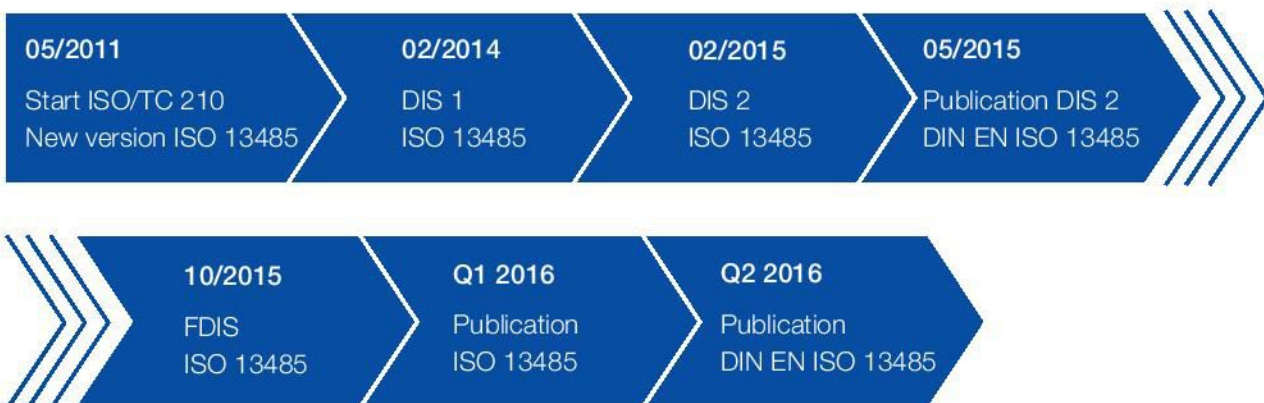 05/2011
Start ISO/TC 210
New version ISO 13485
02/2014
DIS 1
ISO 13485
02/2015
DIS 2
ISO 13485
05/2015
Publication DIS 2
DIN EN ISO 13485
10/2015
FDIS
ISO 13485
Q1 2016
Publication
ISO 13485
Q2 2016
Publication
DIN EN ISO 13485